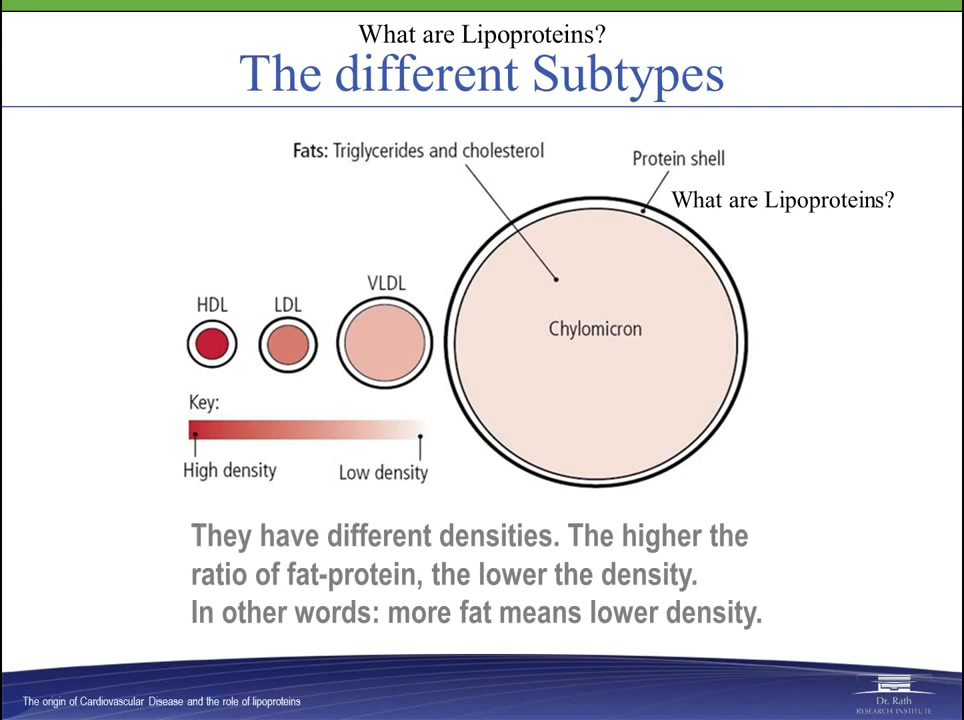 What are Lipoproteins?
The different Subtypes
Fats: Triglycerides and cholesterol
Protein shell
What are Lipoproteins?
VLDL
HDL
LDL
Chylomicron
Key:
High density
Low density
They have different densities. The higher the
ratio of fat-protein, the lower the density.
In other words: more fat means lower density.
The origin of Cardiovascular Disease and the role of lipoproteins
Dr. Rath
RESEARCH INSTITUTE